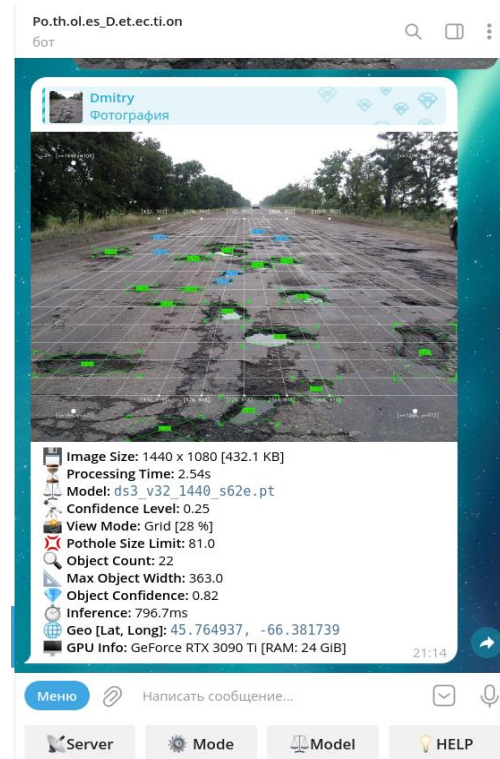 Po.th.ol.es_D.et.ec.ti.on
бот
Dmitry
Фотография
Image Size: 1440 x 1080 [432.1 KB]
Processing Time: 2.54s
Model: ds3_v32_1440_s62e.pt
Confidence Level: 0.25
View Mode: Grid [28 %]
Pothole Size Limit: 81.0
Object Count: 22
Max Object Width: 363.0
Object Confidence: 0.82
Inference: 796.7ms
Geo [Lat, Long]: 45.764937, -66.381739
GPU Info: GeForce RTX 3090 Ti [RAM: 24 GiB]
21:14
Меню
Написать сообщение...
Server
Mode
Model
HELP